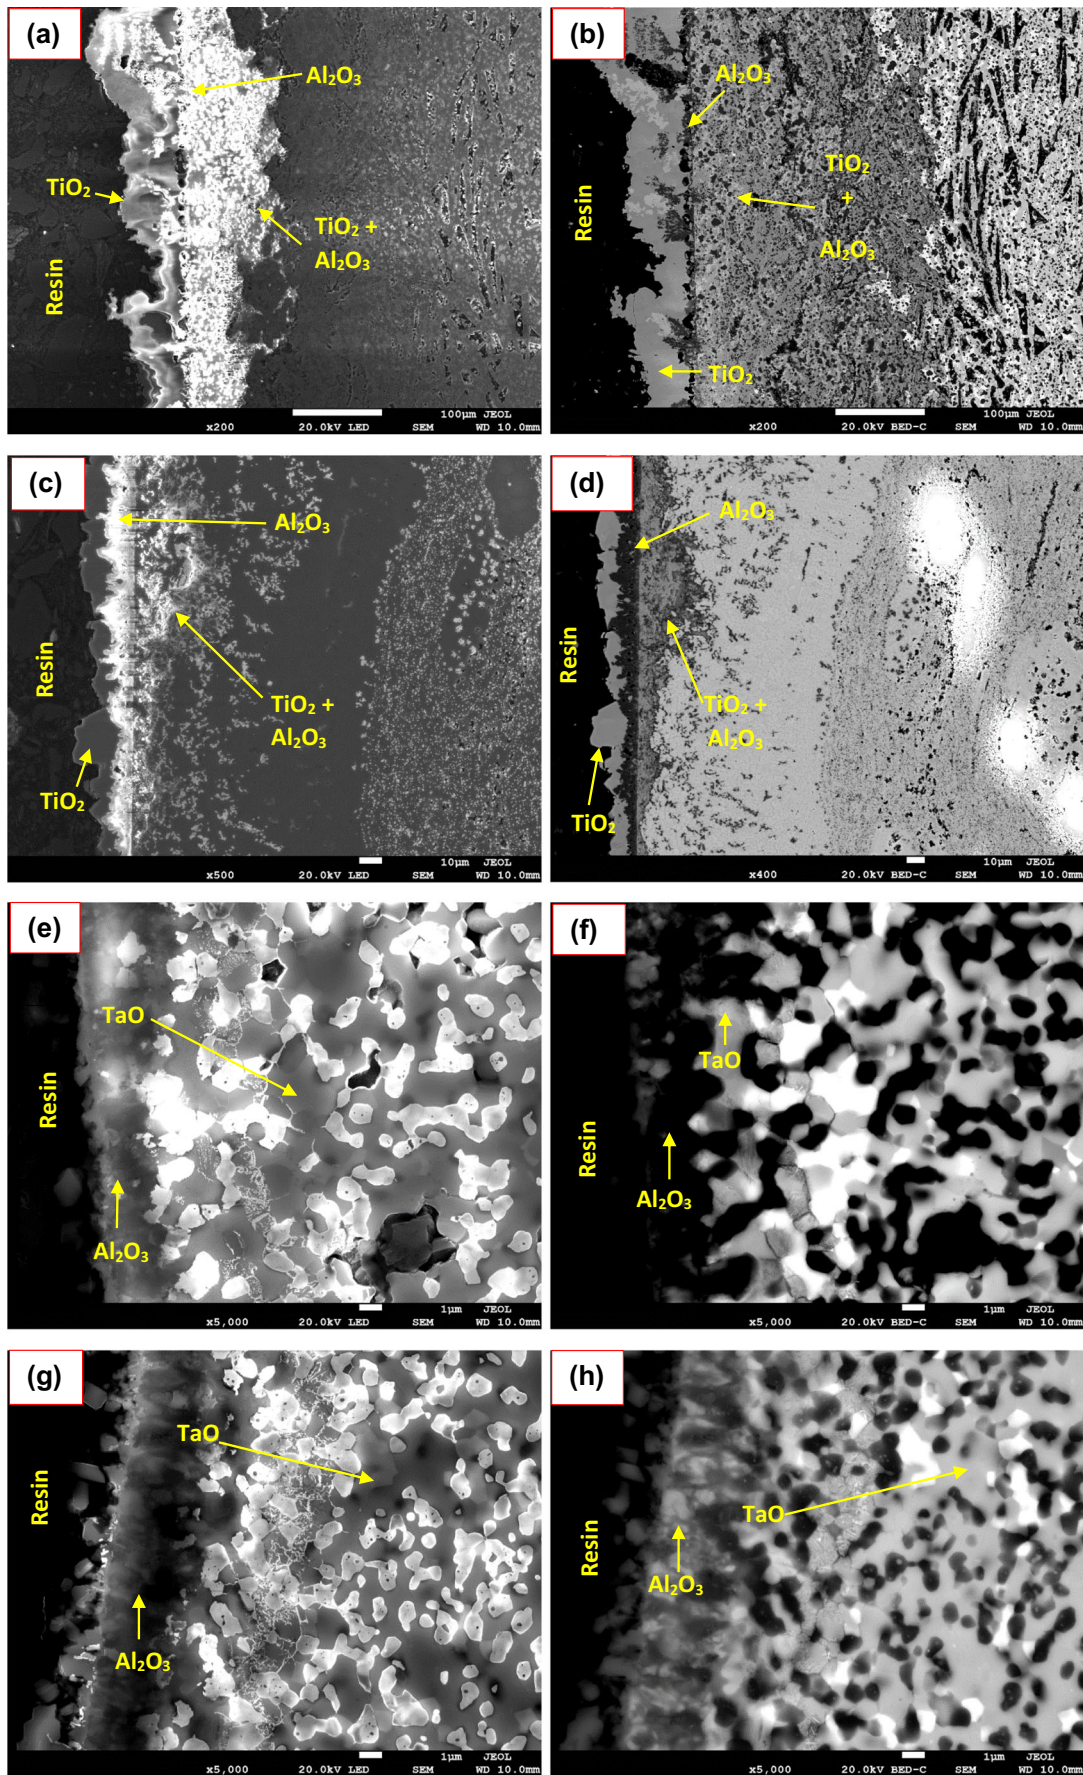 (a)
Al₂O₃
TiO₂
TiO₂ +
Al₂O₃
Resin
100µm JEOL
x200 20.0kV LED SEM WD 10.0mm
(b)
Al₂O₃
TiO₂
+
Al₂O₃
Resin
TiO₂
100µm JEOL
x200 20.0kV BED-C SEM WD 10.0mm
(c)
Al₂O₃
Resin
TiO₂ +
Al₂O₃
TiO₂
10µm JEOL
x500 20.0kV LED SEM WD 10.0mm
(d)
Al₂O₃
Resin
TiO₂ +
Al₂O₃
TiO₂
10µm JEOL
x400 20.0kV BED-C SEM WD 10.0mm
(e)
TaO
Resin
Al₂O₃
1µm JEOL
x5,000 20.0kV LED SEM WD 10.0mm
(f)
TaO
Resin
Al₂O₃
1µm JEOL
x5,000 20.0kV BED-C SEM WD 10.0mm
(g)
TaO
Resin
Al₂O₃
1µm JEOL
x5,000 20.0kV LED SEM WD 10.0mm
(h)
TaO
Resin
Al₂O₃
1µm JEOL
x5,000 20.0kV BED-C SEM WD 10.0mm